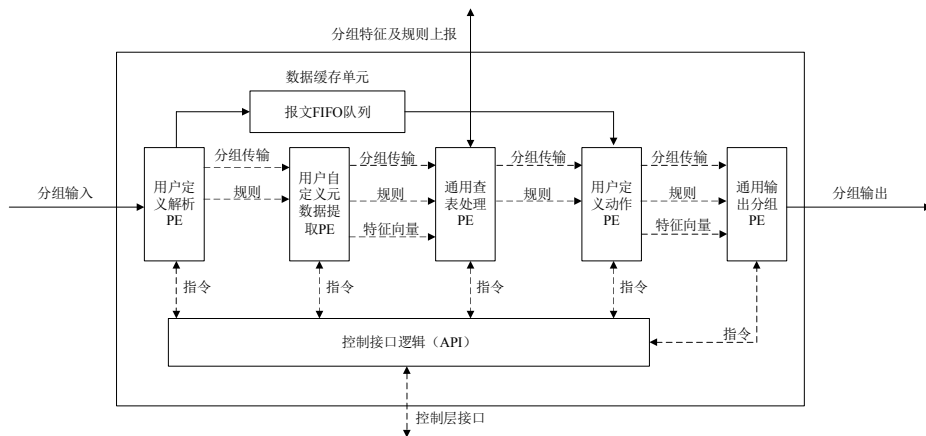 分组特征及规则上报
数据缓存单元
报文FIFO队列
分组输入
用户定
义解析
PE
分组传输
规则
用户自
定义元
数据提
取PE
分组传输
规则
特征向量
通用查
表处理
PE
分组传输
规则
用户定
义动作
PE
分组传输
规则
特征向量
通用输
出分组
PE
分组输出
指令
指令
指令
指令
指令
控制接口逻辑（API）
控制层接口